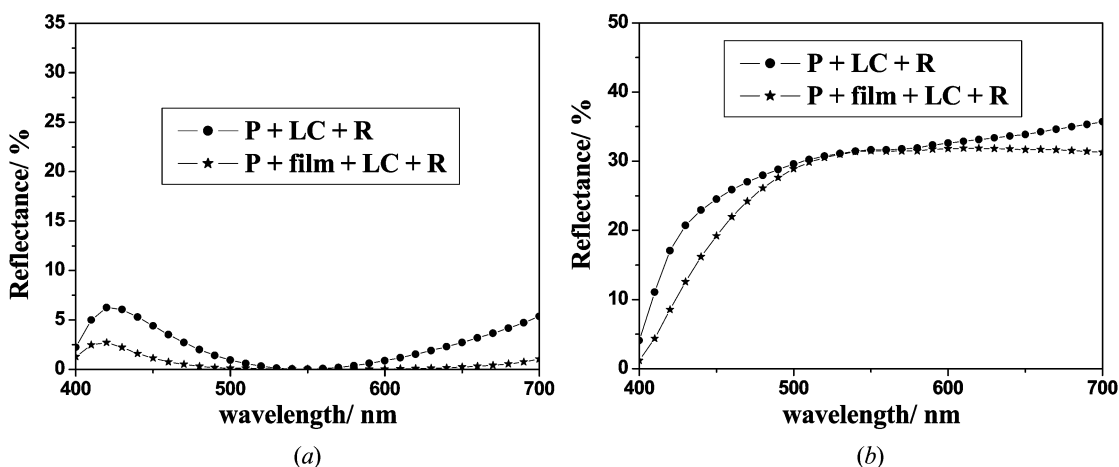 35
30
25
20
15
10
5
0
Reflectance/ %
P + LC + R
P + film + LC + R
400 500 600 700
wavelength/ nm
(a)
50
40
30
20
10
0
Reflectance/ %
P + LC + R
P + film + LC + R
400 500 600 700
wavelength/ nm
(b)